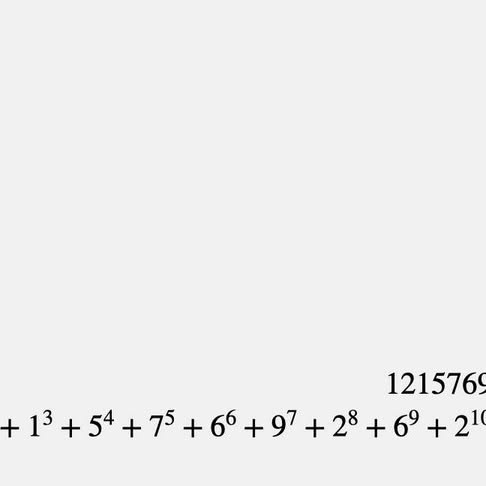 1215769
+ 1³ + 5⁴ + 7⁵ + 6⁶ + 9⁷ + 2⁸ + 6⁹ + 2¹⁰